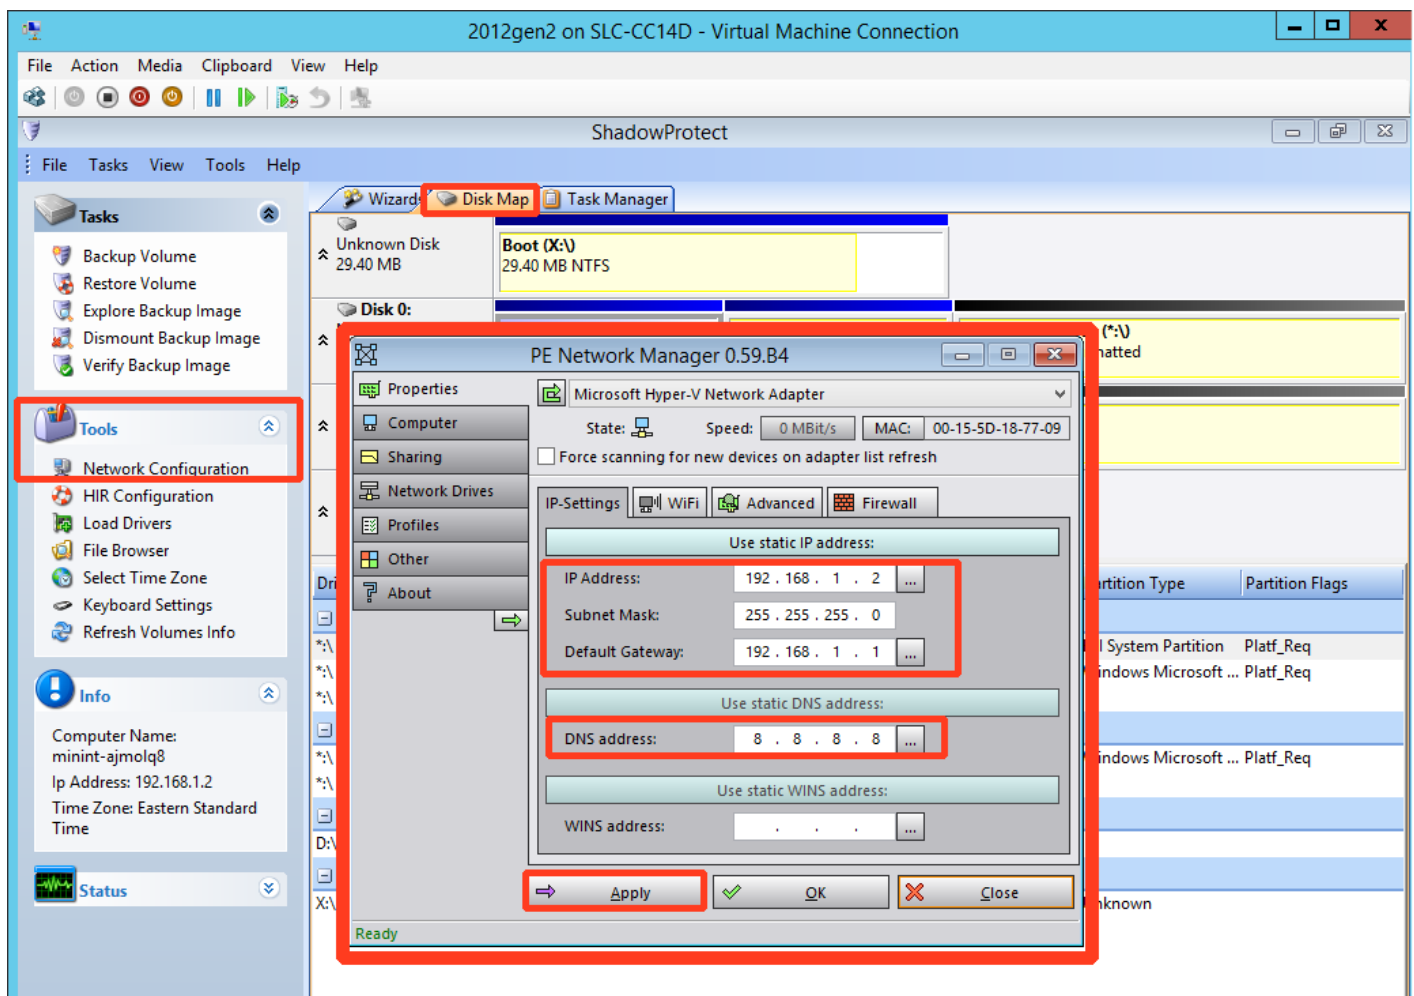 2012gen2 on SLC-CC14D - Virtual Machine Connection
File Action Media Clipboard View Help
ShadowProtect
File Tasks View Tools Help
Wizards Disk Map Task Manager
Tasks
Backup Volume
Restore Volume
Explore Backup Image
Dismount Backup Image
Verify Backup Image
Tools
Network Configuration
HIR Configuration
Load Drivers
File Browser
Select Time Zone
Keyboard Settings
Refresh Volumes Info
Info
Computer Name:
minint-ajmolq8
Ip Address: 192.168.1.2
Time Zone: Eastern Standard
Time
Status
Unknown Disk
29.40 MB
Boot (X:\)
29.40 MB NTFS
Disk 0:
(*:\)
PE Network Manager 0.59.B4
Properties
Computer
Sharing
Network Drives
Profiles
Other
About
Microsoft Hyper-V Network Adapter
State: Speed: 0 MBit/s MAC: 00-15-5D-18-77-09
Force scanning for new devices on adapter list refresh
IP-Settings WiFi Advanced Firewall
Use static IP address:
IP Address: 192 . 168 . 1 . 2 ...
Subnet Mask: 255 . 255 . 255 . 0
Default Gateway: 192 . 168 . 1 . 1 ...
Use static DNS address:
DNS address: 8 . 8 . 8 . 8 ...
Use static WINS address:
WINS address: . . . ...
Apply OK Close
Ready
Partition Flags
*:\ System Partition Platf_Req
*:\ Microsoft ... Platf_Req
*:\
*:\ Microsoft ... Platf_Req
*:\
D:\
X:\